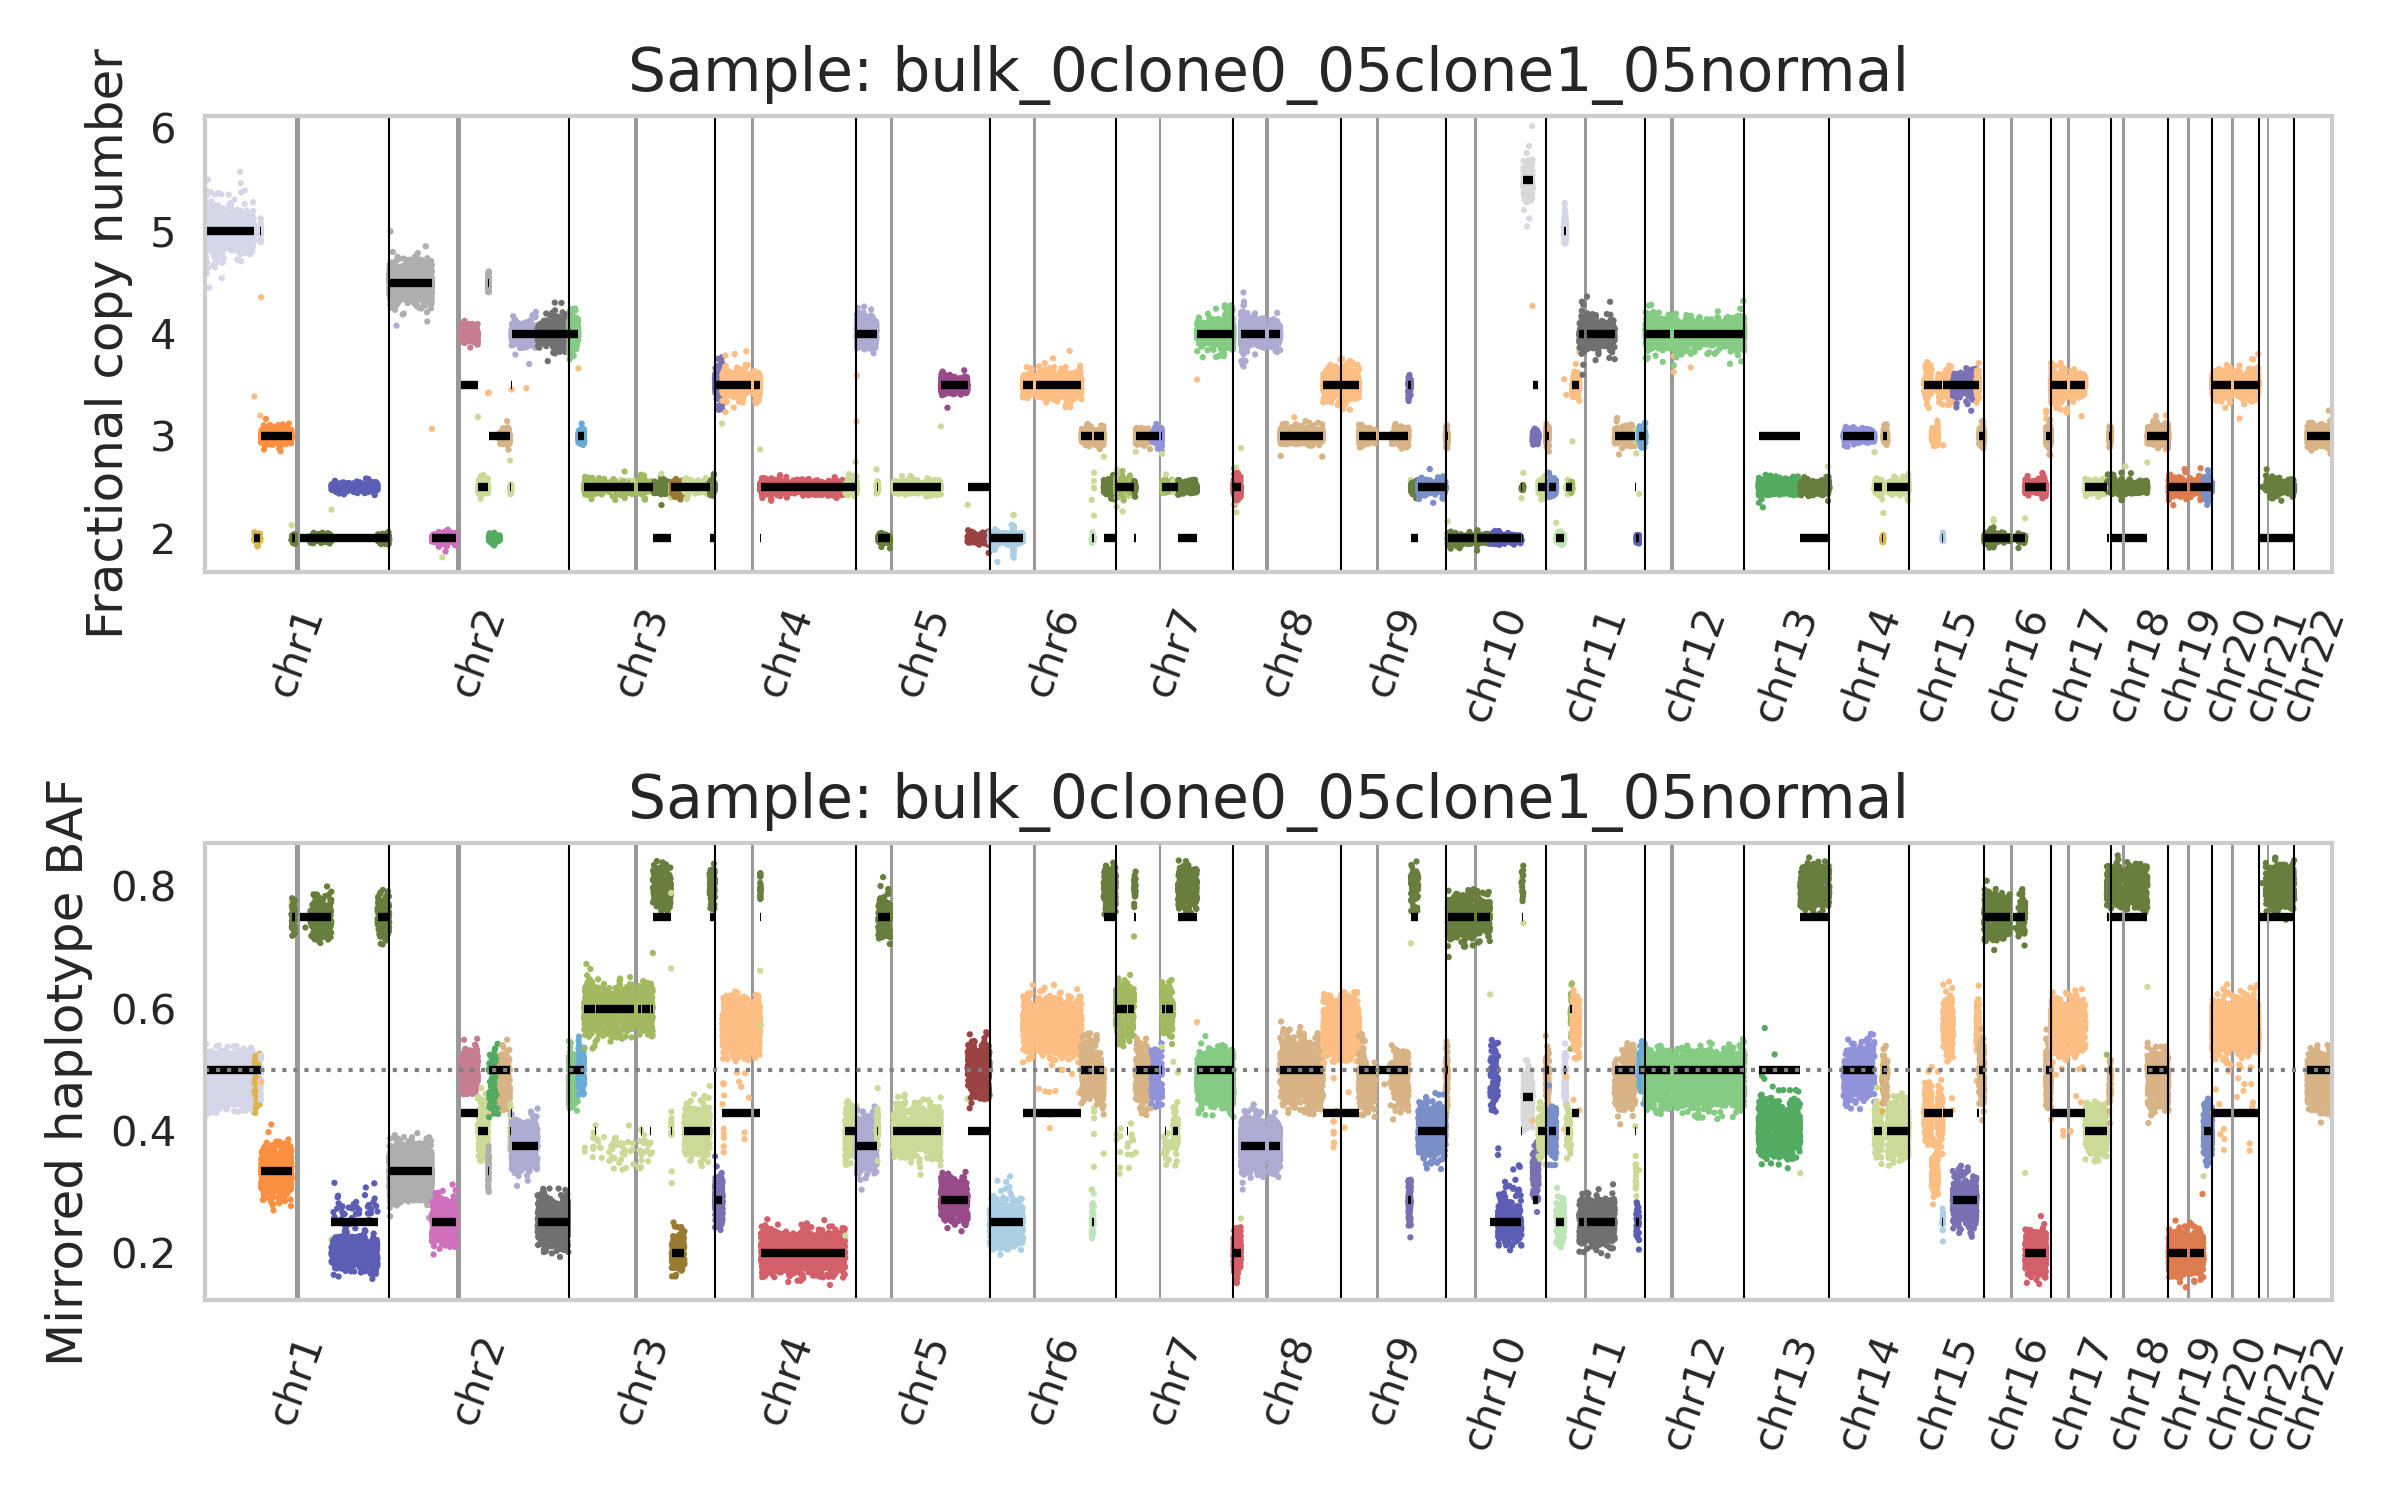 Sample: bulk_0clone0_05clone1_05normal
Fractional copy number
6
5
4
3
2
chr1 chr2 chr3 chr4 chr5 chr6 chr7 chr8 chr9 chr10 chr11 chr12 chr13 chr14 chr15 chr16 chr17 chr18 chr19 chr20 chr21 chr22
Sample: bulk_0clone0_05clone1_05normal
Mirrored haplotype BAF
0.8
0.6
0.4
0.2
chr1 chr2 chr3 chr4 chr5 chr6 chr7 chr8 chr9 chr10 chr11 chr12 chr13 chr14 chr15 chr16 chr17 chr18 chr19 chr20 chr21 chr22